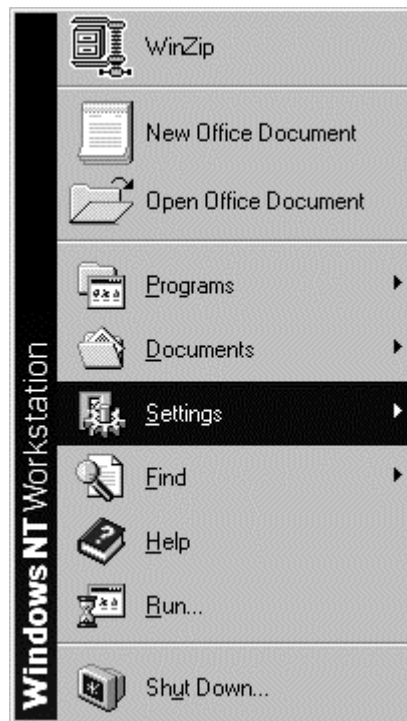 WinZip
New Office Document
Open Office Document
Programs
Documents
Settings
Find
Help
Run...
Shut Down...
Windows NT Workstation